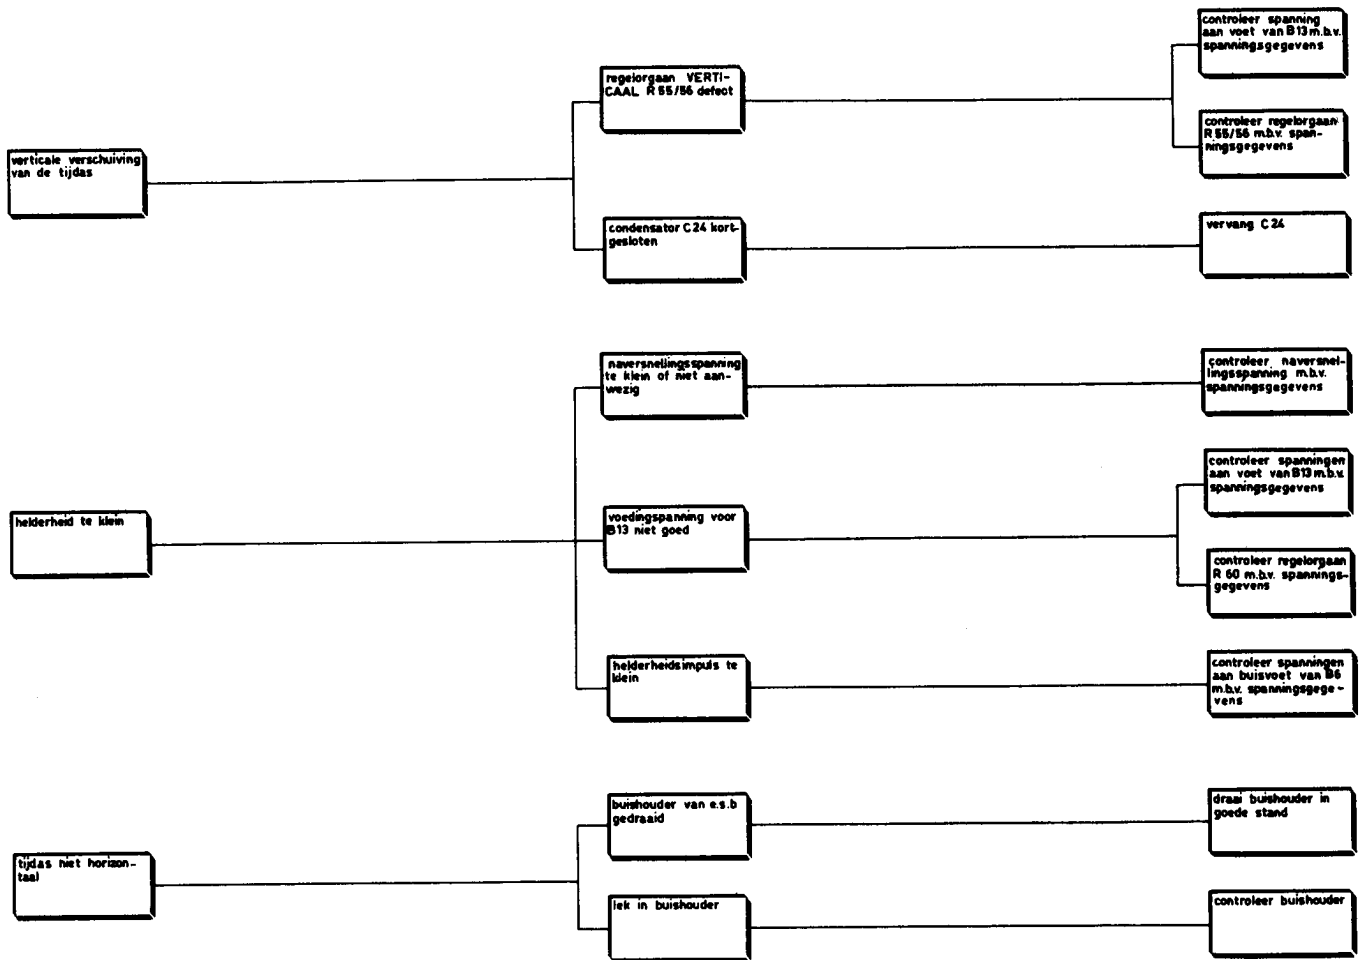 verticale verschuiving
van de tijdas
regelorgaan VERTI-
CAAL R 55/56 defect
controleer spanning
aan voet van B13 m.b.v.
spanningsgegevens
controleer regelorgaan
R 55/56 m.b.v. span-
ningsgegevens
condensator C 24 kort-
gesloten
vervang C 24
helderheid te klein
naversnellingsspanning
te klein of niet aan-
wezig
controleer naversnel-
lingsspanning m.b.v.
spanningsgegevens
voedingspanning voor
B13 niet goed
controleer spanningen
aan voet van B13 m.b.v.
spanningsgegevens
controleer regelorgaan
R 60 m.b.v. spannings-
gegevens
helderheidsimpuls te
klein
controleer spanningen
aan buisvoet van B6
m.b.v. spanningsgege-
vens
tijdas niet horizon-
taal
buishouder van e.s.b
gedraaid
draai buishouder in
goede stand
lek in buishouder
controleer buishouder